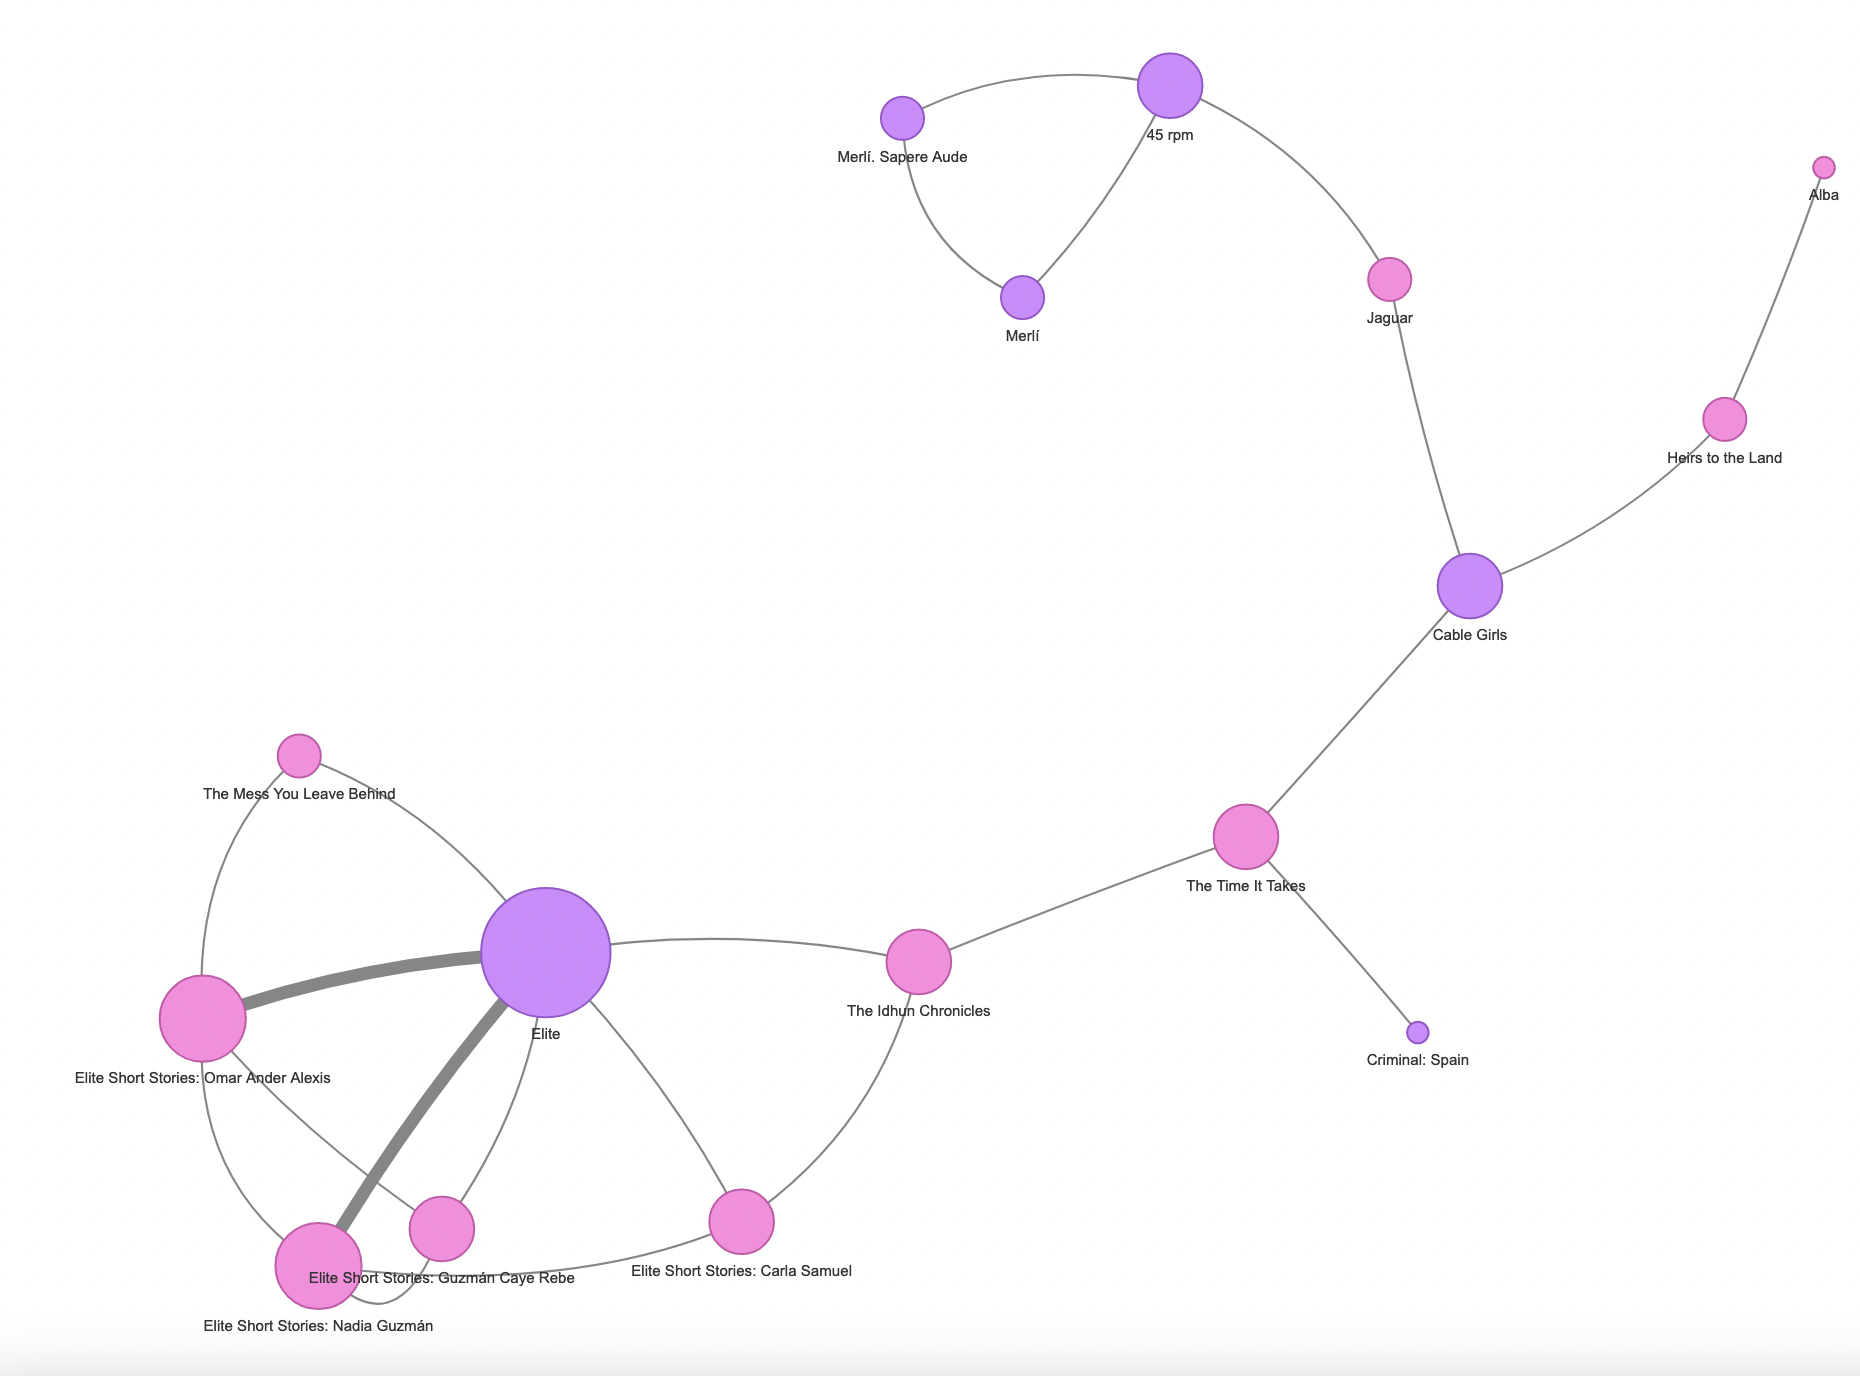 45 rpm
Merlí. Sapere Aude
Alba
Jaguar
Merlí
Heirs to the Land
Cable Girls
The Mess You Leave Behind
The Time It Takes
The Idhun Chronicles
Elite
Criminal: Spain
Elite Short Stories: Omar Ander Alexis
Elite Short Stories: Carla Samuel
Elite Short Stories: Guzmán Caye Rebe
Elite Short Stories: Nadia Guzmán